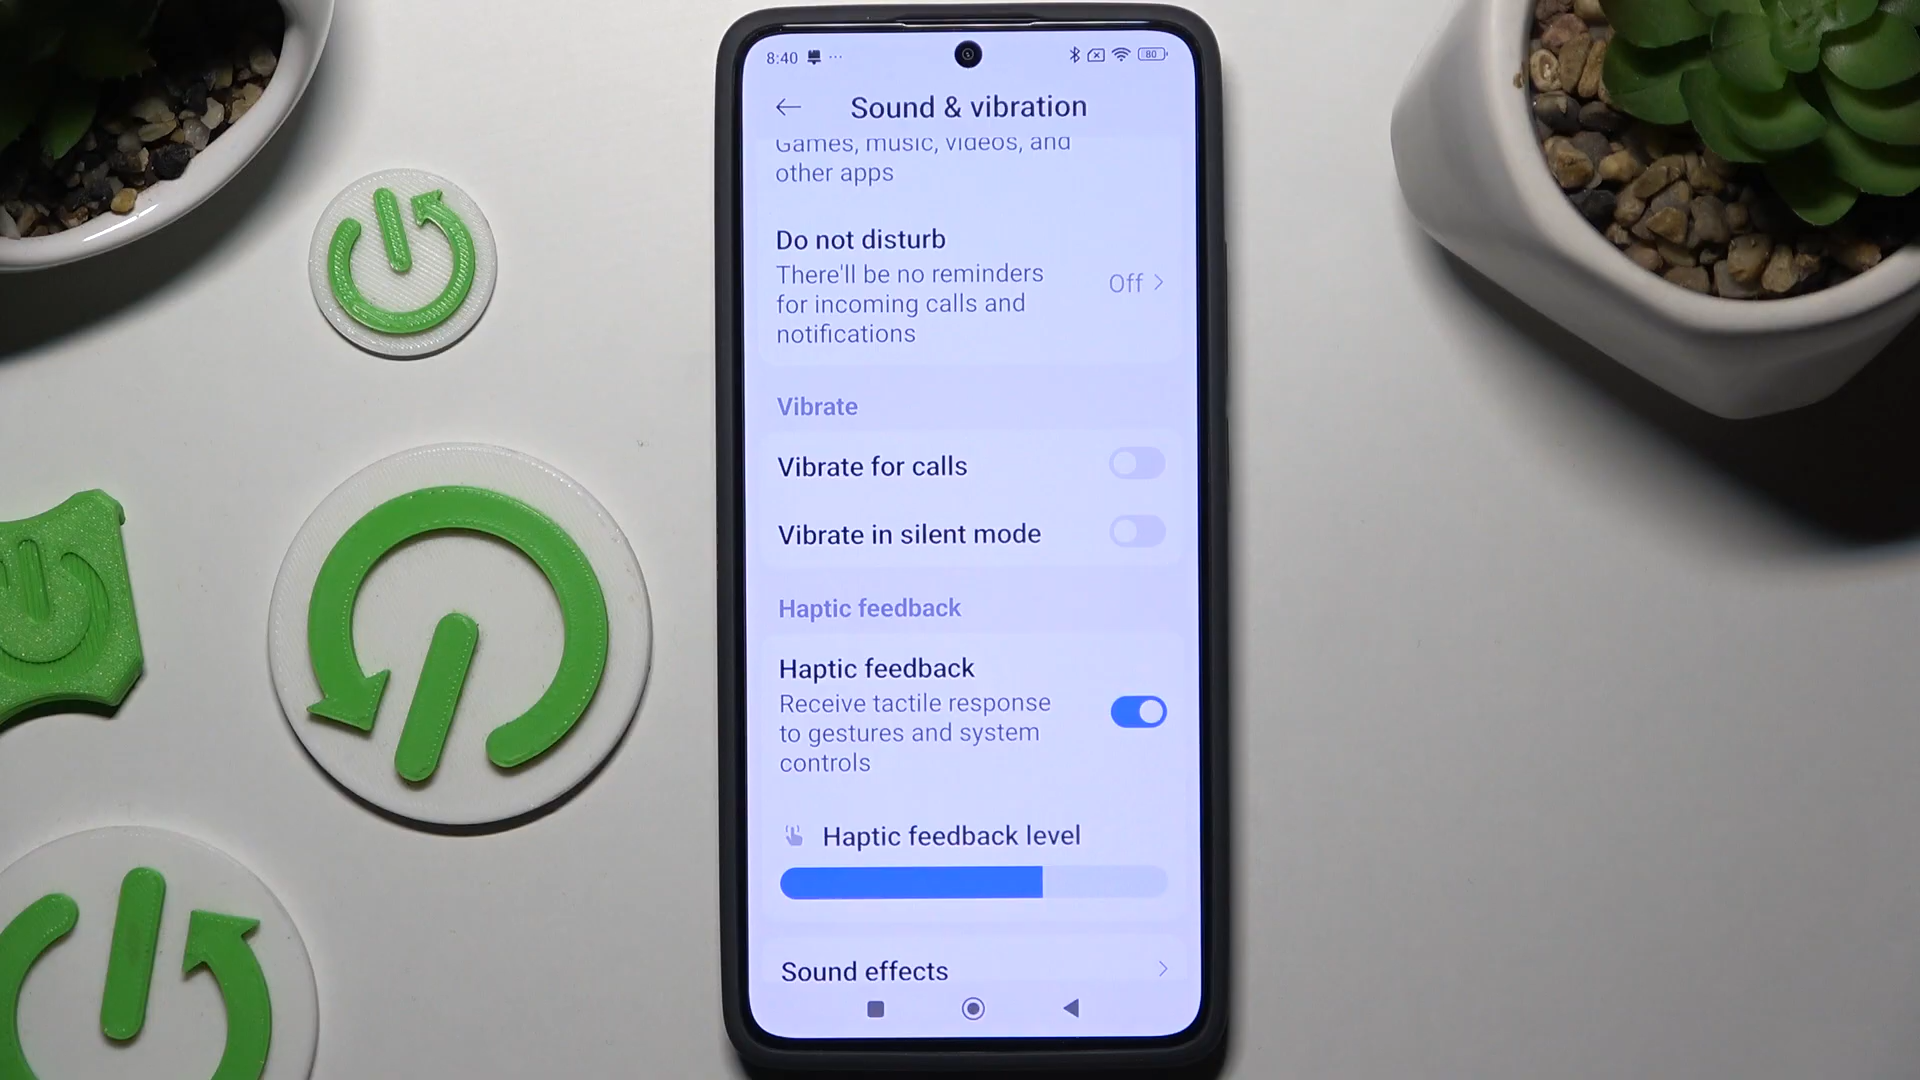 8:40 ... 80
Sound & vibration
Games, music, videos, and
other apps
Do not disturb
There'll be no reminders
for incoming calls and
notifications
Off
Vibrate
Vibrate for calls
Vibrate in silent mode
Haptic feedback
Haptic feedback
Receive tactile response
to gestures and system
controls
Haptic feedback level
Sound effects